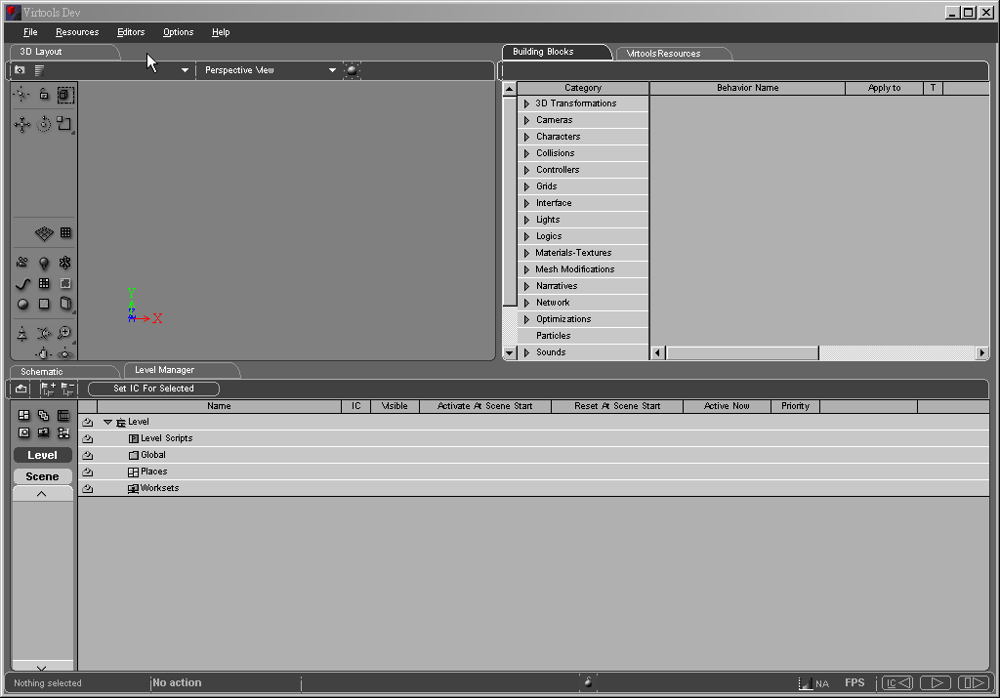 Virtools Dev
File Resources Editors Options Help
3D Layout
Building Blocks
Virtools Resources
Perspective View
Category
Behavior Name
Apply to
T
3D Transformations
Cameras
Characters
Collisions
Controllers
Grids
Interface
Lights
Logics
Materials-Textures
Mesh Modifications
Narratives
Network
Optimizations
Particles
Sounds
Y
Z
X
Schematic
Level Manager
Set IC For Selected
Name
IC
Visible
Activate At Scene Start
Reset At Scene Start
Active Now
Priority
Level
Scene
Level
Level Scripts
Global
Places
Worksets
Nothing selected
No action
NA
FPS
IC